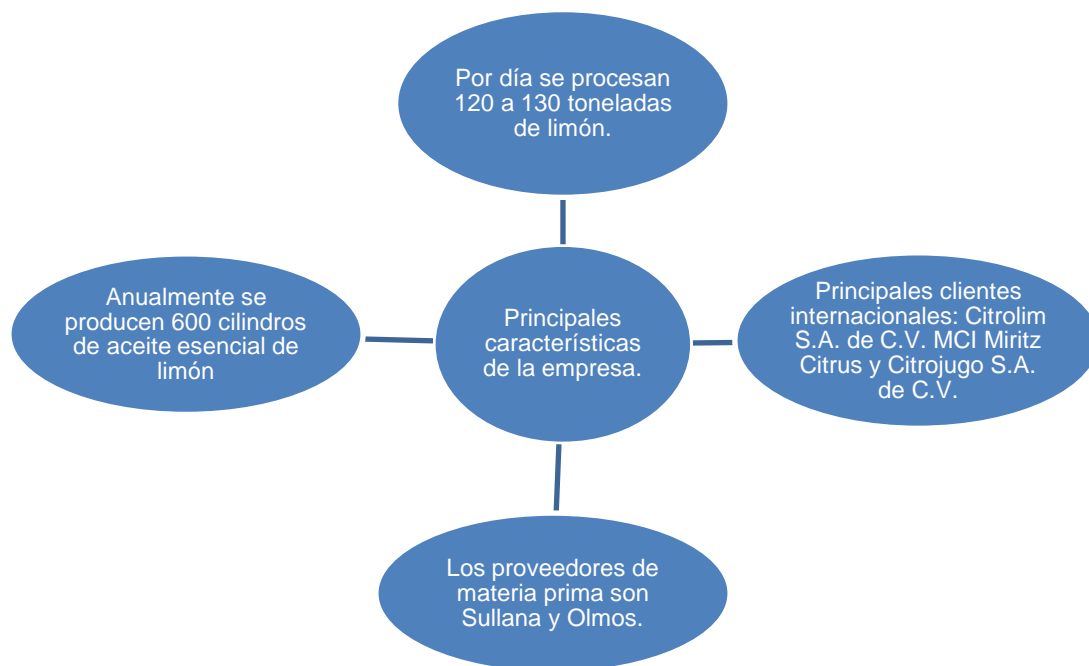 Por día se procesan
120 a 130 toneladas
de limón.
Anualmente se
producen 600 cilindros
de aceite esencial de
limón
Principales
características
de la empresa.
Principales clientes
internacionales: Citrolim
S.A. de C.V. MCI Miritz
Citrus y Citrojugo S.A.
de C.V.
Los proveedores de
materia prima son
Sullana y Olmos.